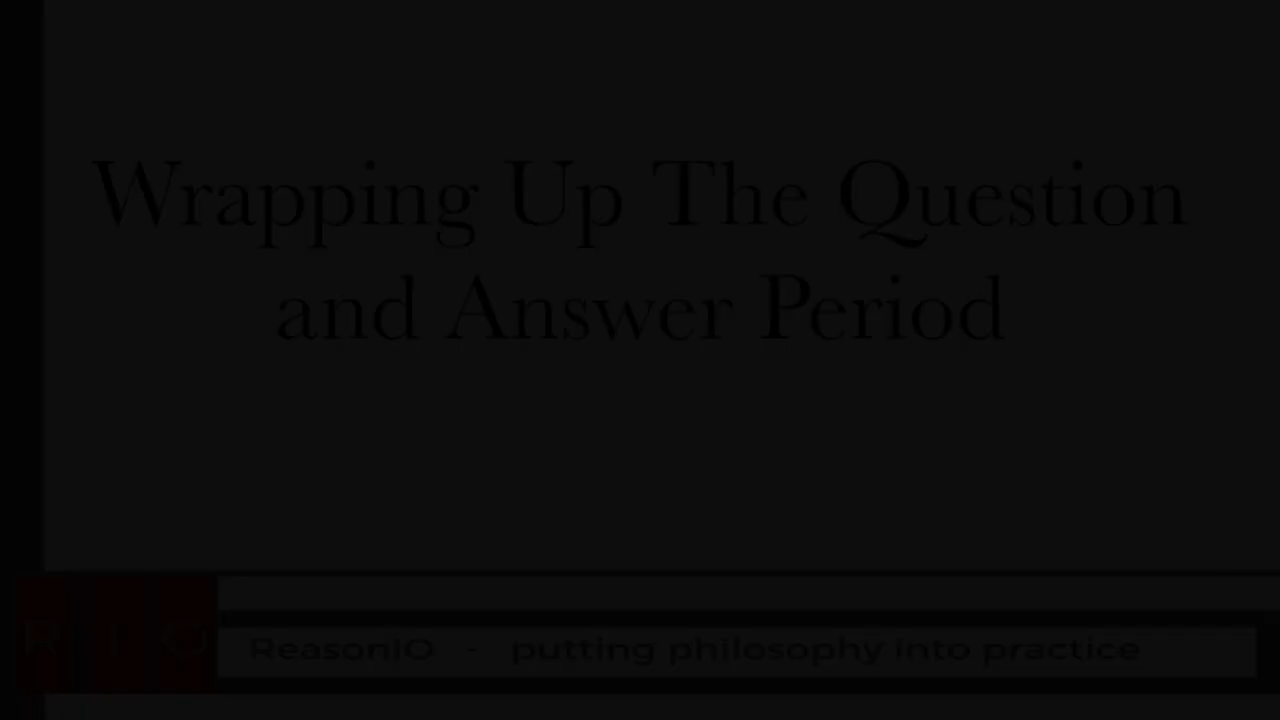 Wrapping Up The Question
and Answer Period
R I O
ReasonIO - putting philosophy into practice